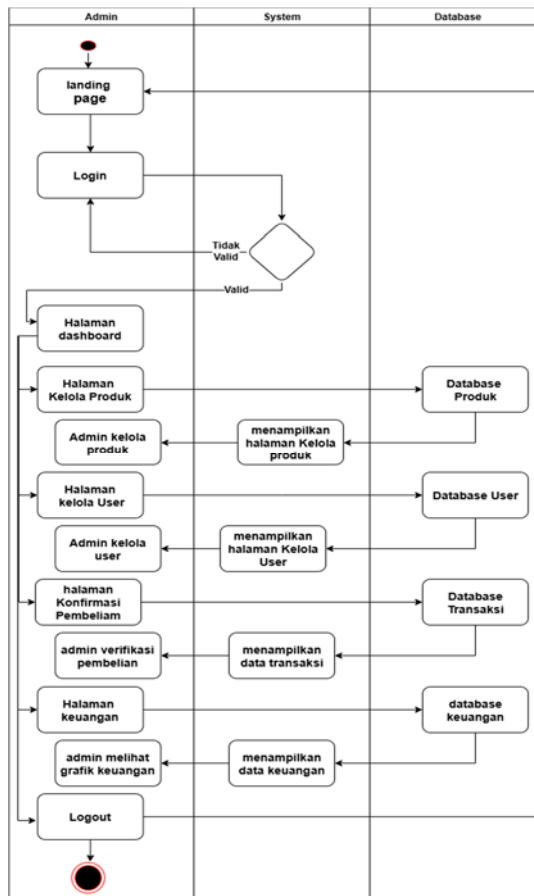 Admin
System
Database
landing
page
Login
Tidak
Valid
Valid
Halaman
dashboard
Halaman
Kelola Produk
Database
Produk
Admin kelola
produk
menampilkan
halaman Kelola
produk
Halaman
kelola User
Database User
Admin kelola
user
menampilkan
halaman Kelola
User
halaman
Konfirmasi
Pembeliam
Database
Transaksi
admin verifikasi
pembelian
menampilkan
data transaksi
Halaman
keuangan
database
keuangan
admin melihat
grafik keuangan
menampilkan
data keuangan
Logout